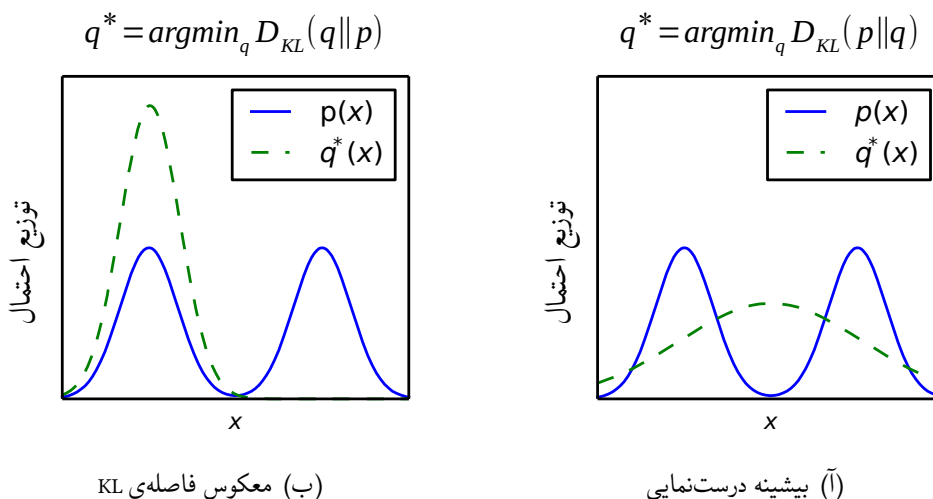 q* = argmin_q D_KL(q||p)
p(x)
q*(x)
توزیع احتمال
x
(ب) معکوس فاصله‌ی KL
q* = argmin_q D_KL(p||q)
p(x)
q*(x)
توزیع احتمال
x
(آ) بیشینه درست‌نمایی